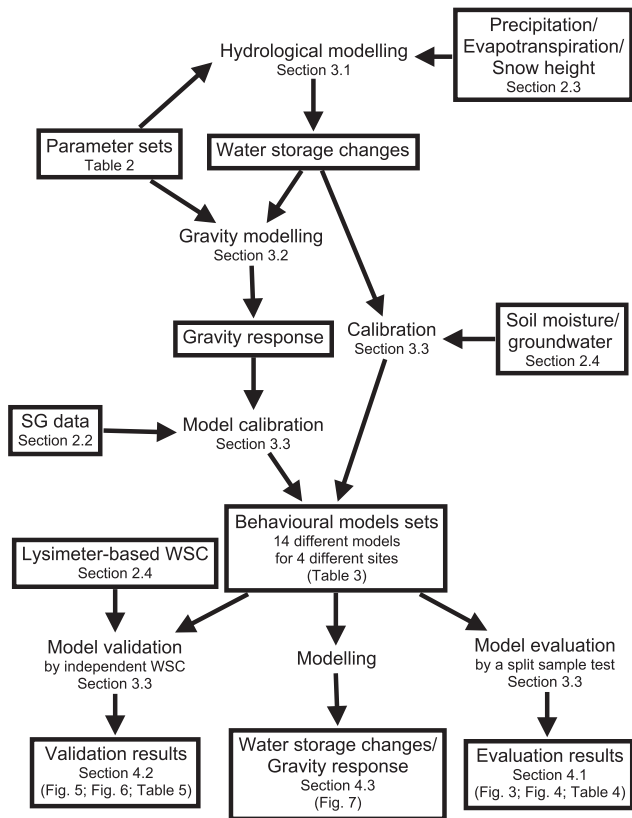 Precipitation/
Evapotranspiration/
Snow height
Section 2.3
Hydrological modelling
Section 3.1
Parameter sets
Table 2
Water storage changes
Gravity modelling
Section 3.2
Gravity response
Calibration
Section 3.3
Soil moisture/
groundwater
Section 2.4
SG data
Section 2.2
Model calibration
Section 3.3
Behavioural models sets
14 different models
for 4 different sites
(Table 3)
Lysimeter-based WSC
Section 2.4
Model validation
by independent WSC
Section 3.3
Modelling
Model evaluation
by a split sample test
Section 3.3
Validation results
Section 4.2
(Fig. 5; Fig. 6; Table 5)
Water storage changes/
Gravity response
Section 4.3
(Fig. 7)
Evaluation results
Section 4.1
(Fig. 3; Fig. 4; Table 4)